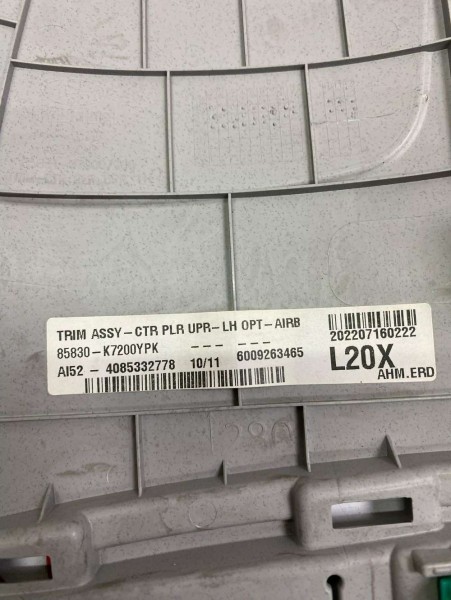 TRIM ASSY-CTR PLR UPR-LH OPT-AIRB
85830-K7200YPK --- --- ---
AI52 - 4085332778 10/11 6009263465
202207160222
L20X
AHM.ERD